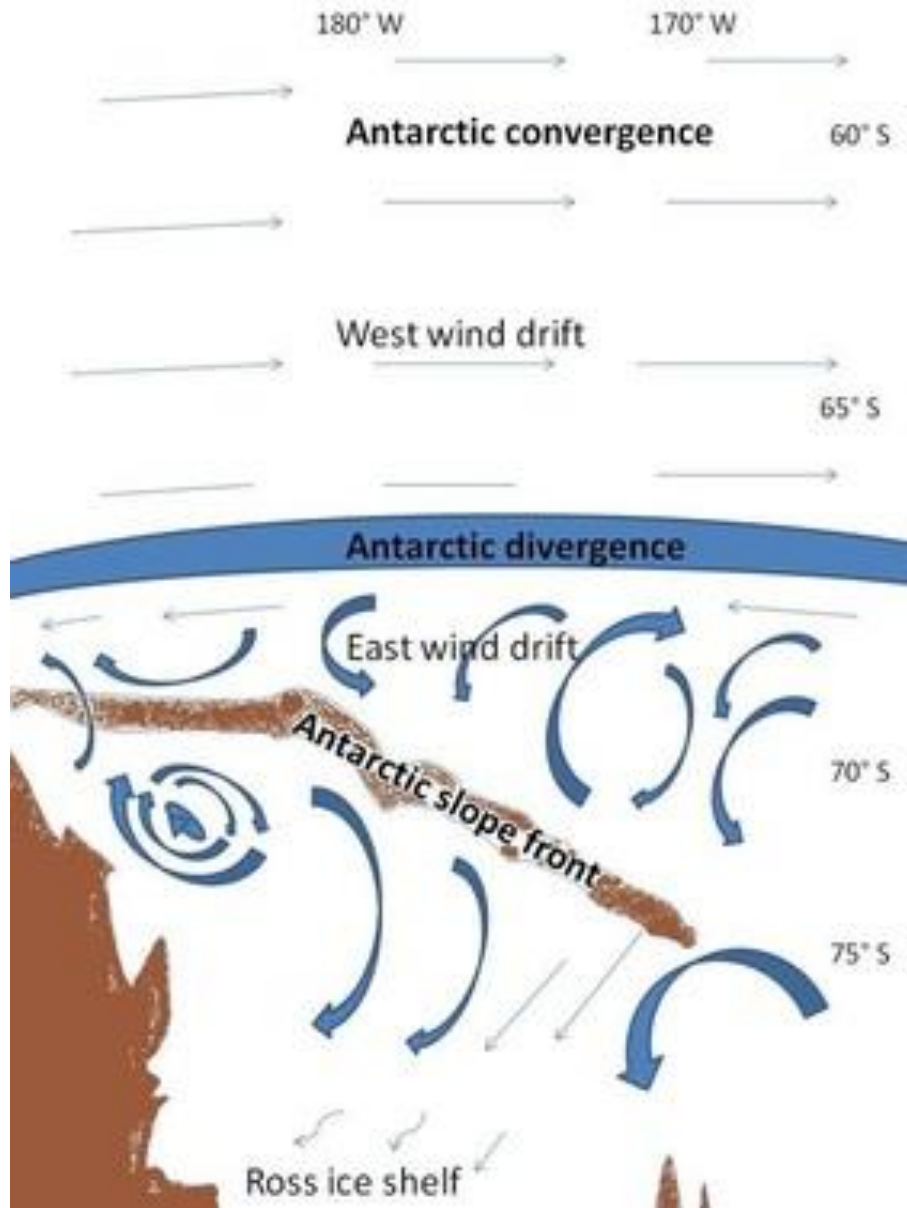 180° W
170° W
Antarctic convergence
60° S
West wind drift
65° S
Antarctic divergence
East wind drift
Antarctic slope front
70° S
75° S
Ross ice shelf